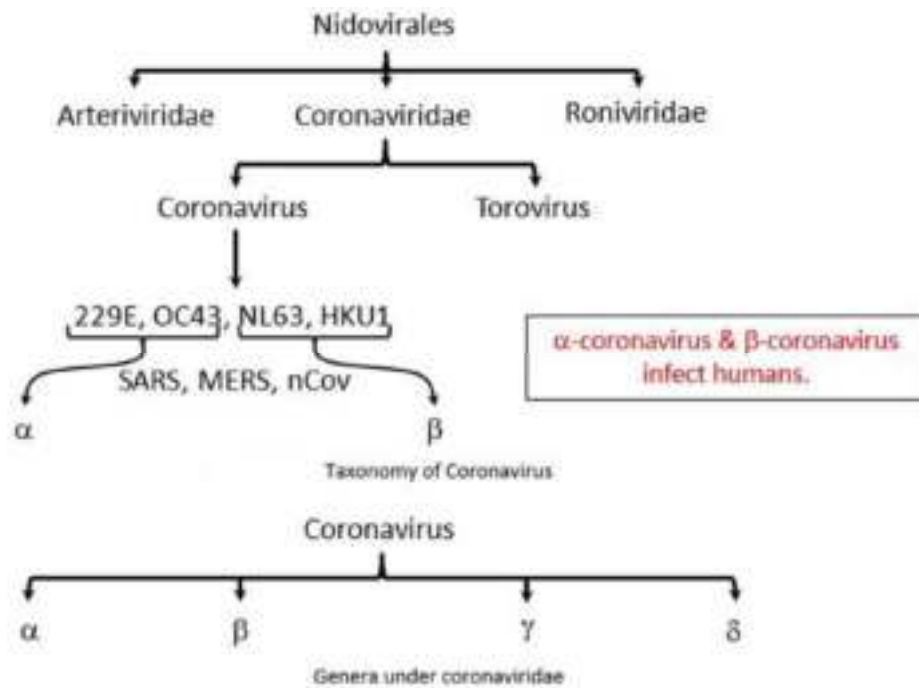 Nidovirales
Arteriviridae Coronaviridae Roniviridae
Coronavirus Torovirus
229E, OC43, NL63, HKU1
SARS, MERS, nCov
α β
α-coronavirus & β-coronavirus
infect humans.
Taxonomy of Coronavirus
Coronavirus
α β γ δ
Genera under coronaviridae